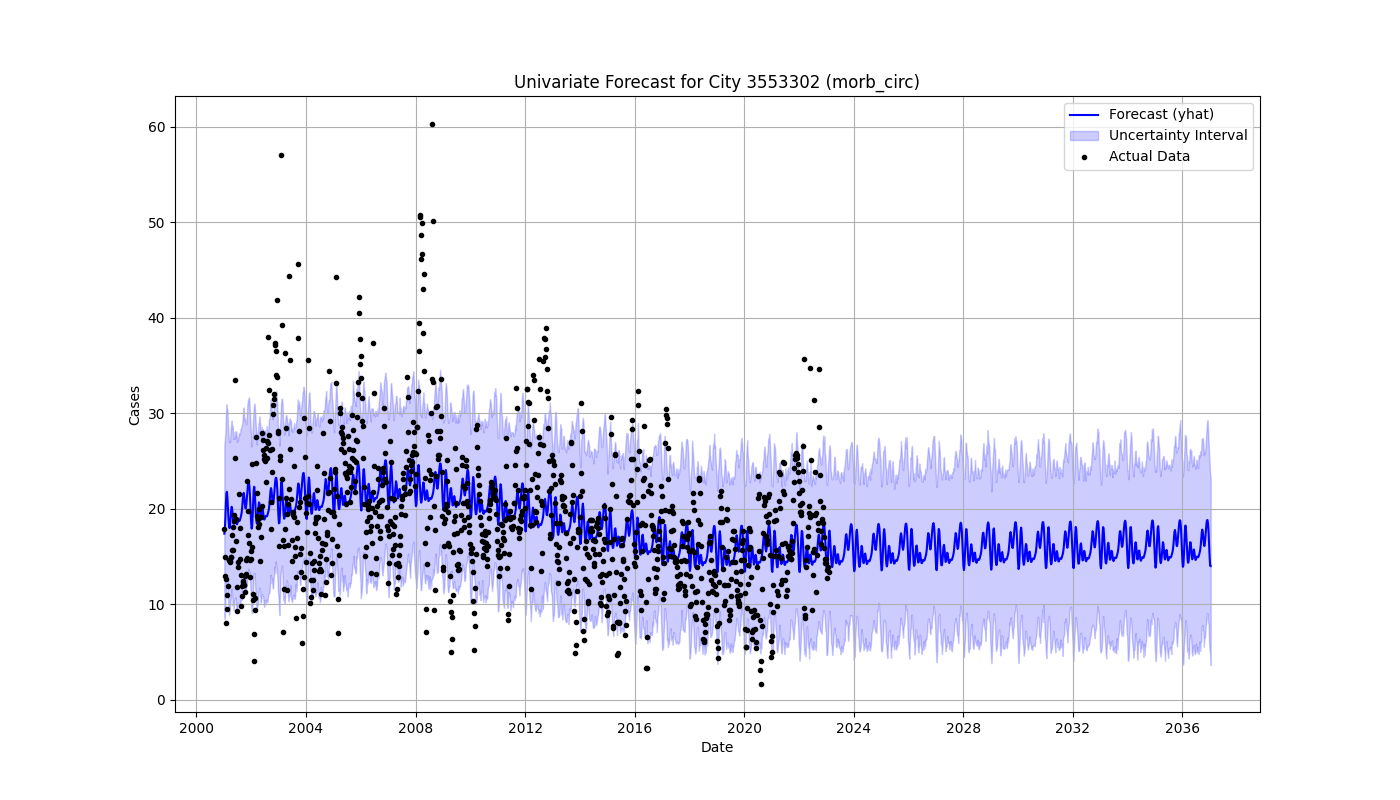 Univariate Forecast for City 3553302 (morb_circ)
Forecast (yhat)
Uncertainty Interval
Actual Data
Cases
60
50
40
30
20
10
0
2000 2004 2008 2012 2016 2020 2024 2028 2032 2036
Date